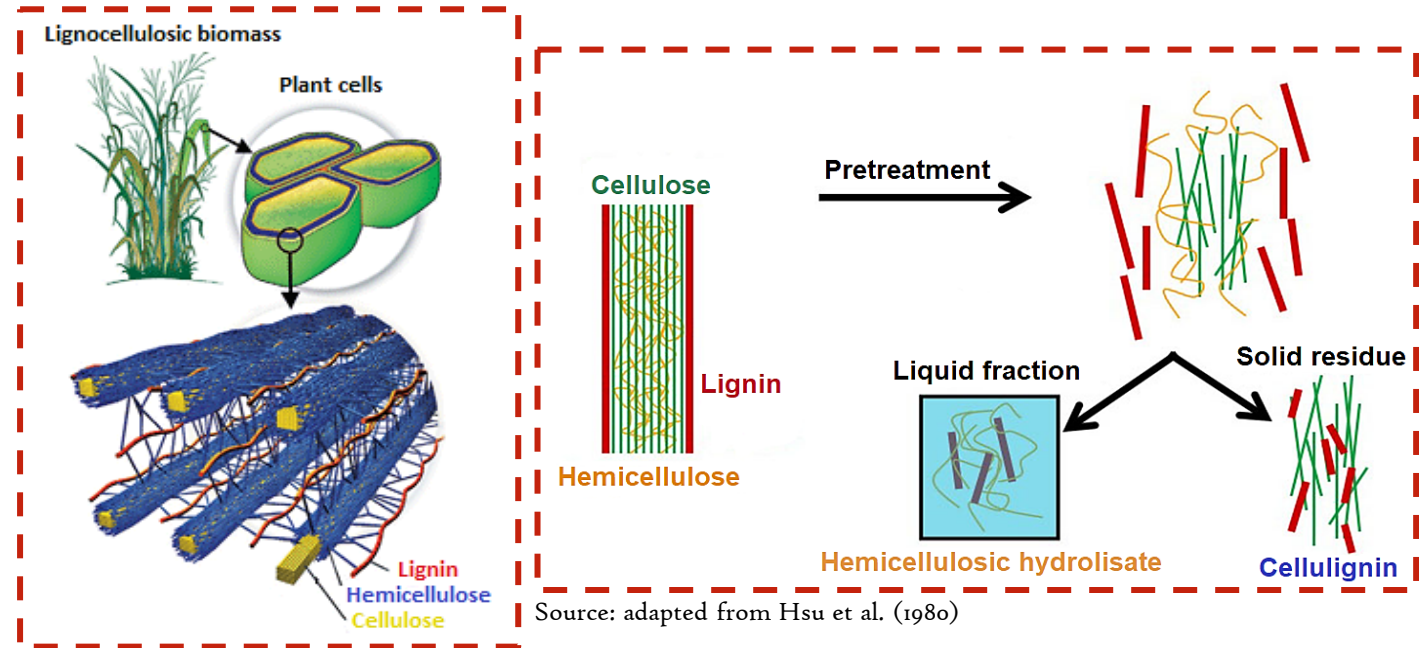 Lignocellulosic biomass
Plant cells
Lignin
Hemicellulose
Cellulose
Cellulose
Lignin
Hemicellulose
Pretreatment
Liquid fraction
Hemicellulosic hydrolisate
Solid residue
Cellulignin
Source: adapted from Hsu et al. (1980)